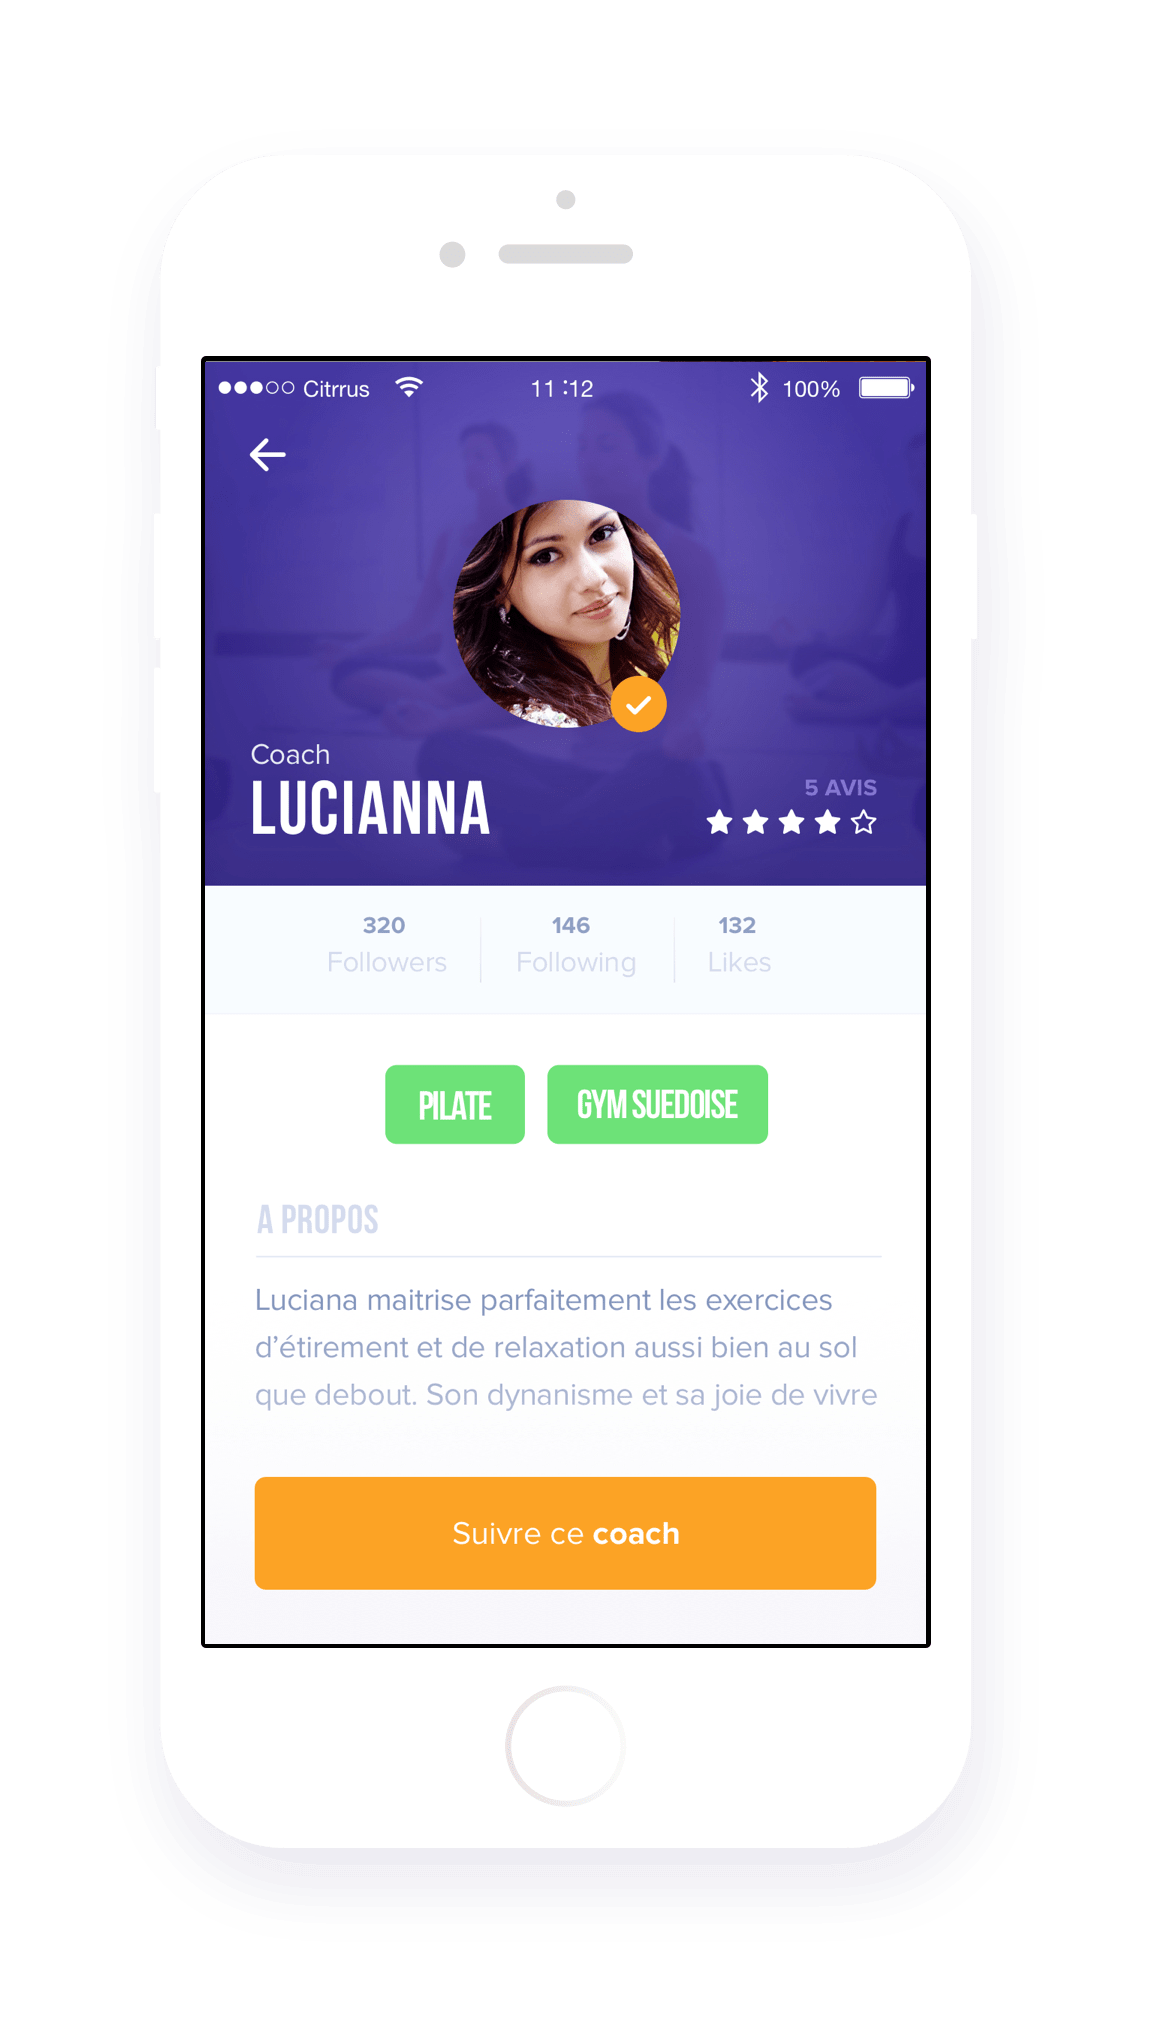 Citrrus 11 :12 100%
Coach
LUCIANNA
5 AVIS
320 146 132
Followers Following Likes
PILATE GYM SUEDOISE
A PROPOS
Luciana maitrise parfaitement les exercices
d’étirement et de relaxation aussi bien au sol
que debout. Son dynanisme et sa joie de vivre
Suivre ce coach